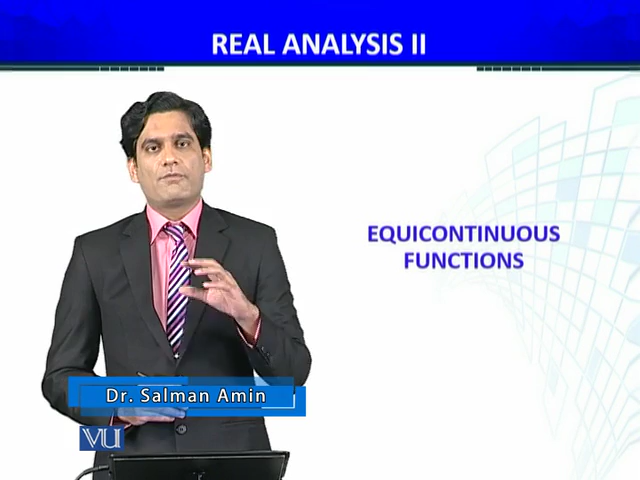 REAL ANALYSIS II
EQUICONTINUOUS
FUNCTIONS
Dr. Salman Amin
VU